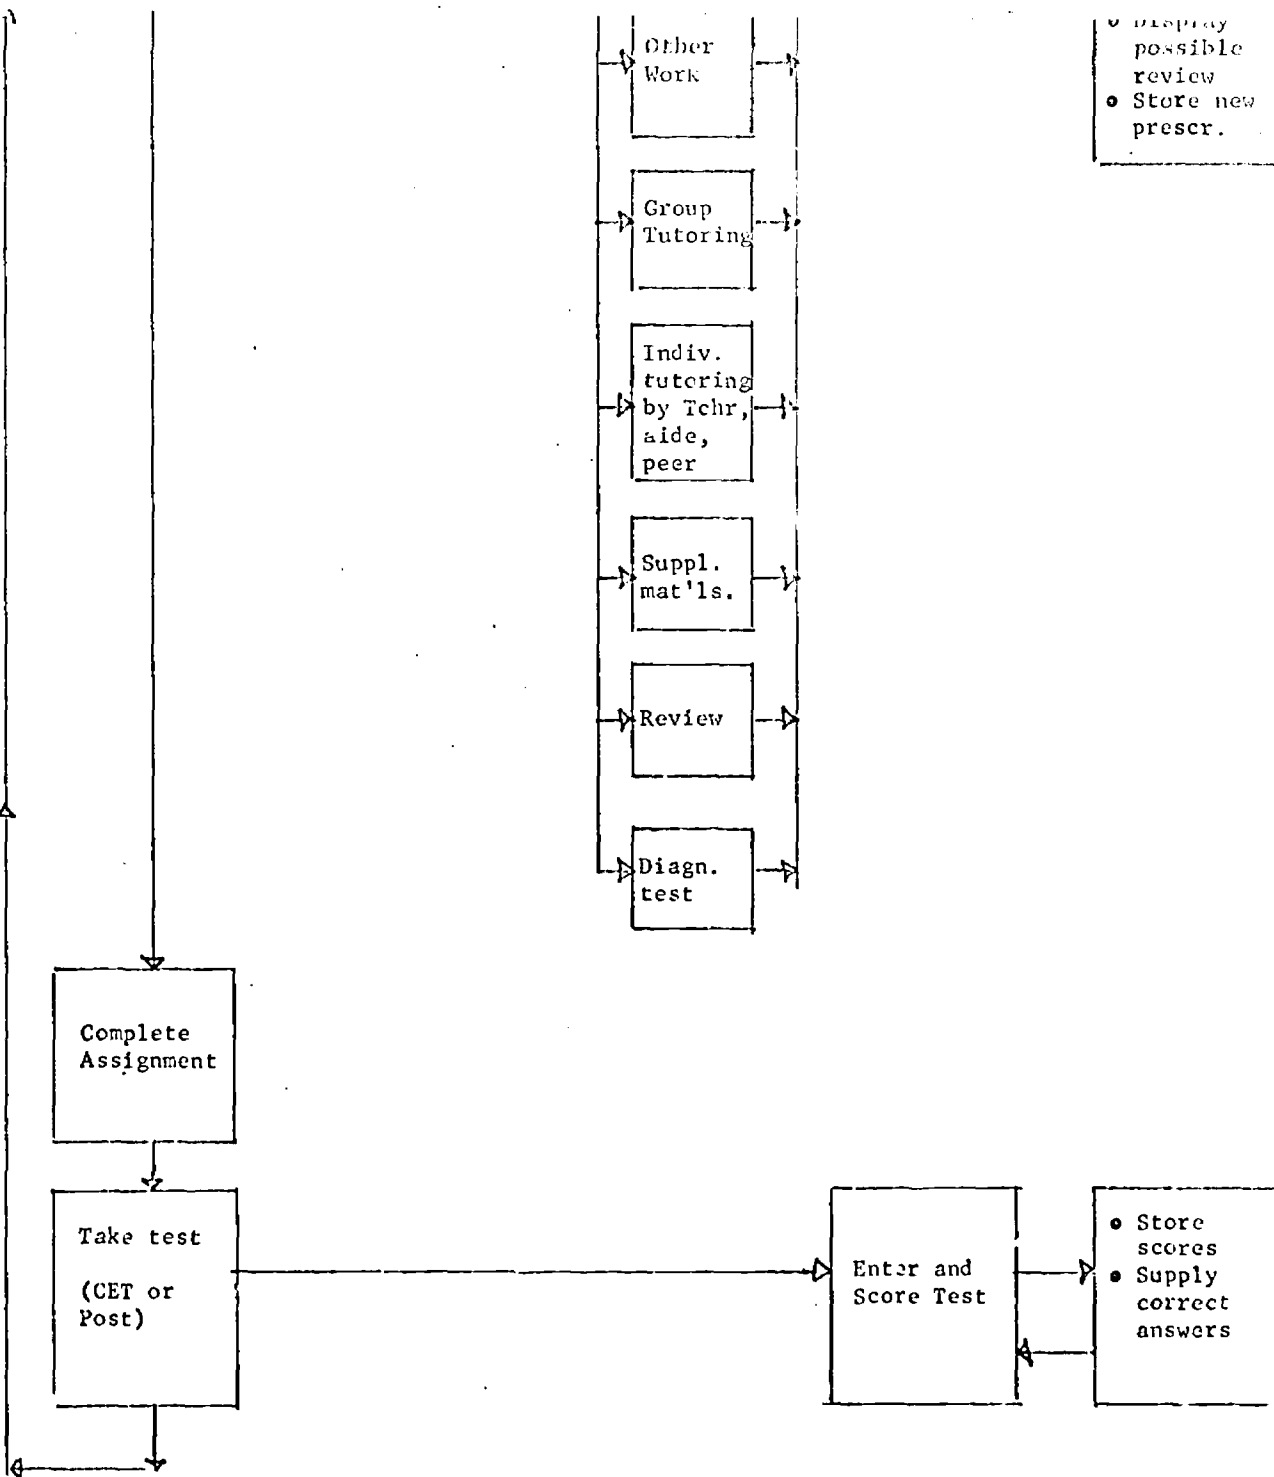 Other
Work
Display
possible
review
• Store new
prescr.
Group
Tutoring
Indiv.
tutoring
by Tchr,
aide,
peer
Suppl.
mat'ls.
Review
Diagn.
test
Complete
Assignment
Take test
(CET or
Post)
Enter and
Score Test
• Store
scores
• Supply
correct
answers